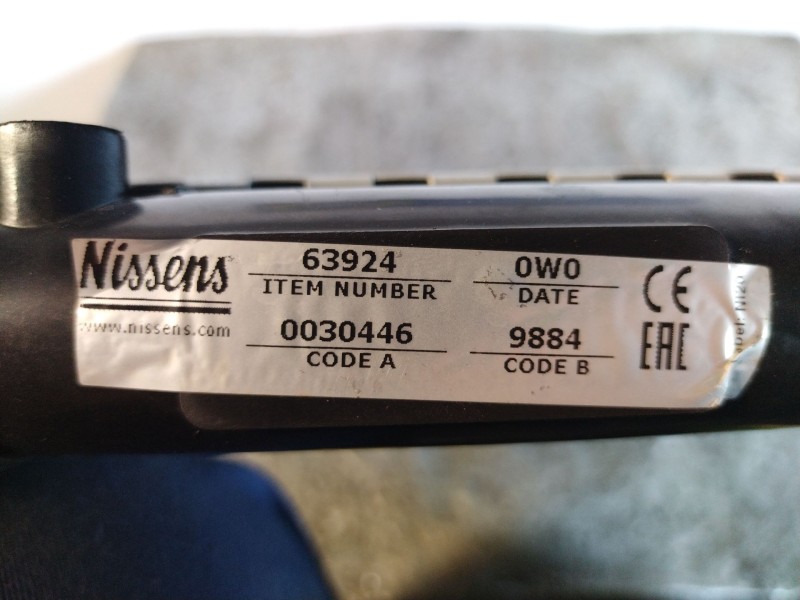 Nissens
www.nissens.com
63924
ITEM NUMBER
0W0
DATE
0030446
CODE A
9884
CODE B
CE
EAC